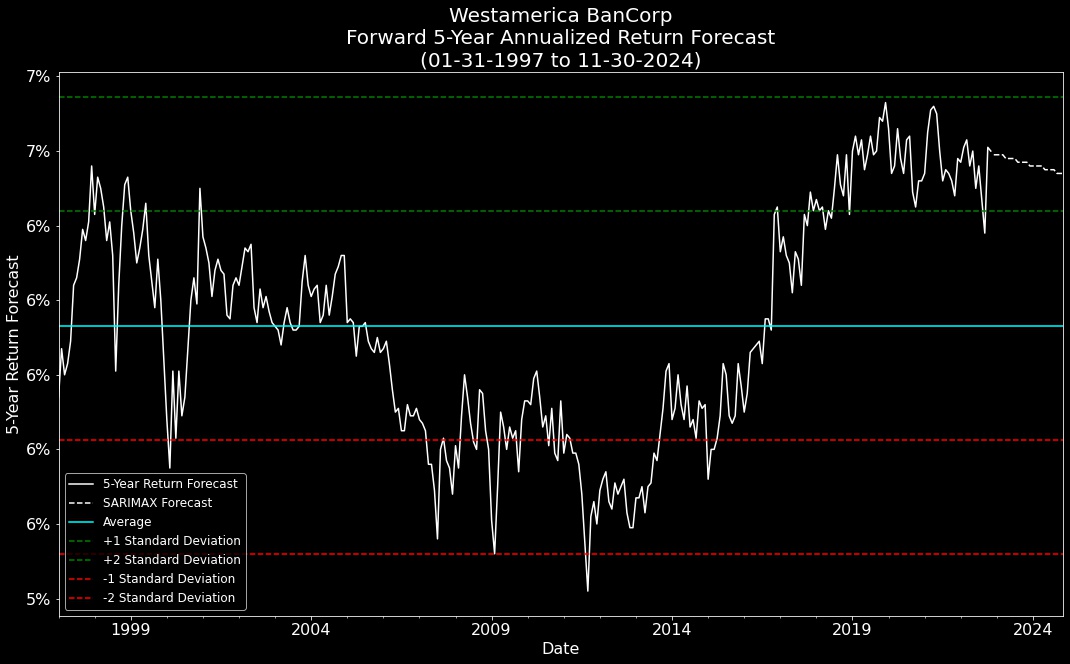 Westamerica BanCorp
Forward 5-Year Annualized Return Forecast
(01-31-1997 to 11-30-2024)
5-Year Return Forecast
7%
7%
6%
6%
6%
6%
6%
5%
5-Year Return Forecast
SARIMAX Forecast
Average
+1 Standard Deviation
+2 Standard Deviation
-1 Standard Deviation
-2 Standard Deviation
1999 2004 2009 2014 2019 2024
Date